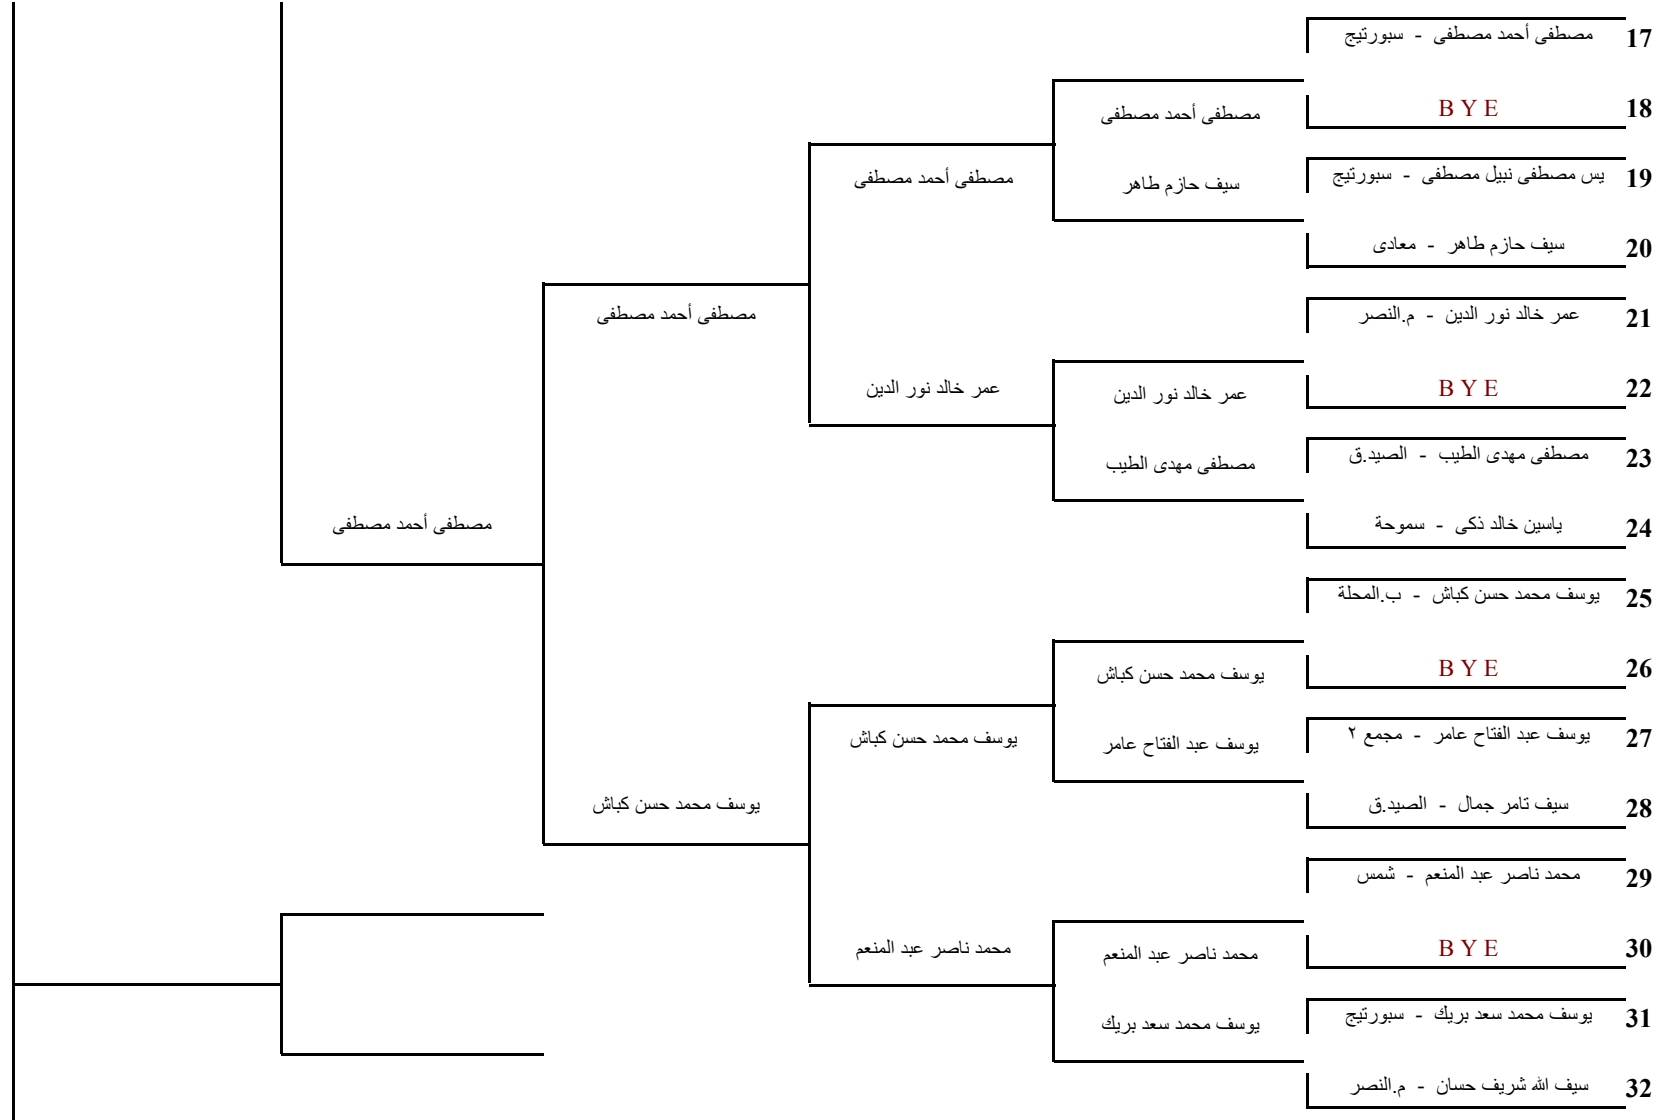 17 مصطفى أحمد مصطفى - سبورتيج
18 B Y E
مصطفى أحمد مصطفى
19 يس مصطفى نبيل مصطفى - سبورتيج
سيف حازم طاهر
مصطفى أحمد مصطفى
20 سيف حازم طاهر - معادى
21 عمر خالد نور الدين - م.النصر
مصطفى أحمد مصطفى
22 B Y E
عمر خالد نور الدين
عمر خالد نور الدين
23 مصطفى مهدى الطيب - الصيد.ق
مصطفى مهدى الطيب
24 ياسين خالد ذكى - سموحة
مصطفى أحمد مصطفى
25 يوسف محمد حسن كباش - ب.المحلة
26 B Y E
يوسف محمد حسن كباش
27 يوسف عبد الفتاح عامر - مجمع ٢
يوسف عبد الفتاح عامر
يوسف محمد حسن كباش
28 سيف تامر جمال - الصيد.ق
يوسف محمد حسن كباش
29 محمد ناصر عبد المنعم - شمس
30 B Y E
محمد ناصر عبد المنعم
محمد ناصر عبد المنعم
31 يوسف محمد سعد بريك - سبورتيج
يوسف محمد سعد بريك
32 سيف الله شريف حسان - م.النصر